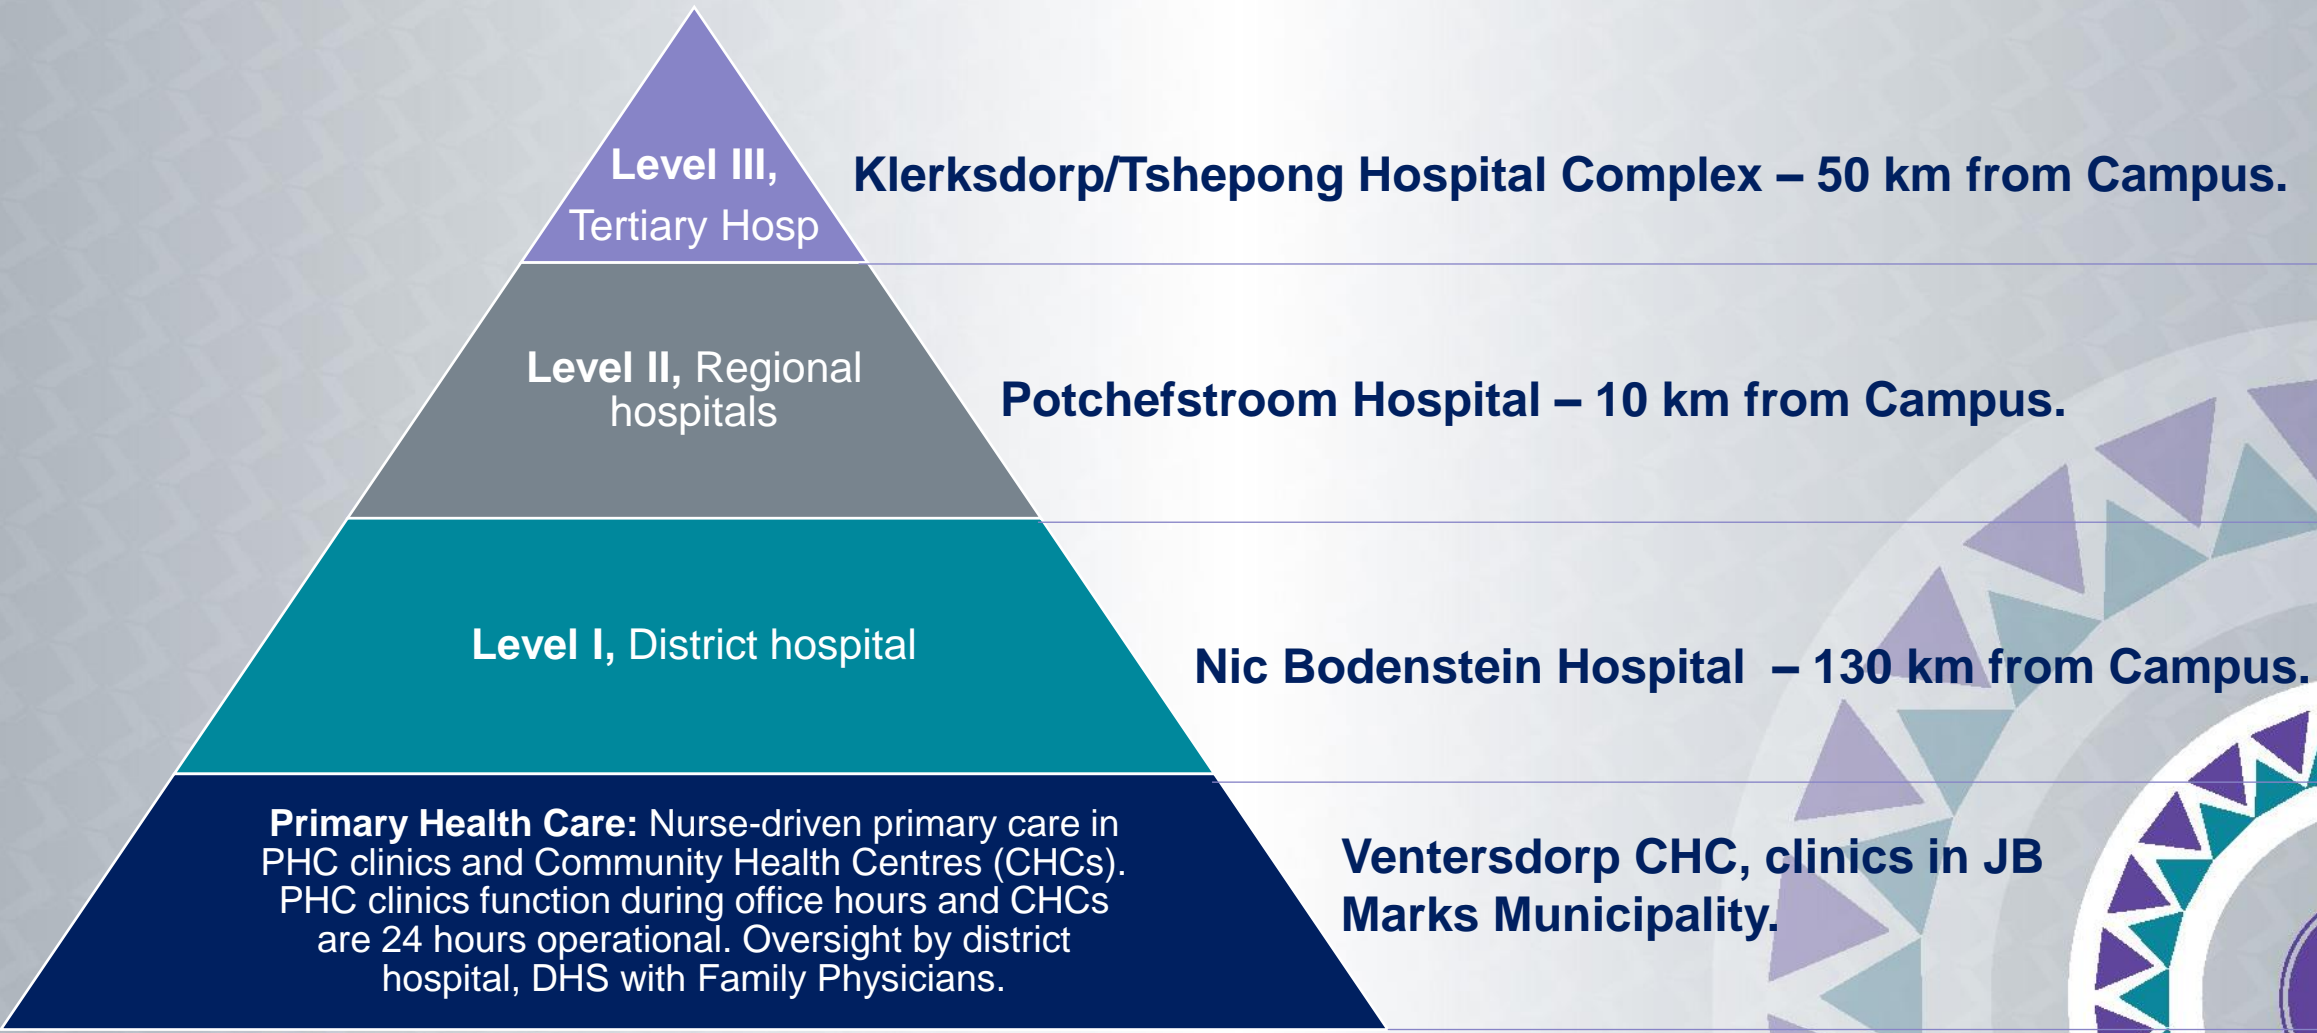 Level III,
Tertiary Hosp
Klerksdorp/Tshepong Hospital Complex – 50 km from Campus.
Level II, Regional
hospitals
Potchefstroom Hospital – 10 km from Campus.
Level I, District hospital
Nic Bodenstein Hospital – 130 km from Campus.
Primary Health Care: Nurse-driven primary care in
PHC clinics and Community Health Centres (CHCs).
PHC clinics function during office hours and CHCs
are 24 hours operational. Oversight by district
hospital, DHS with Family Physicians.
Ventersdorp CHC, clinics in JB
Marks Municipality.